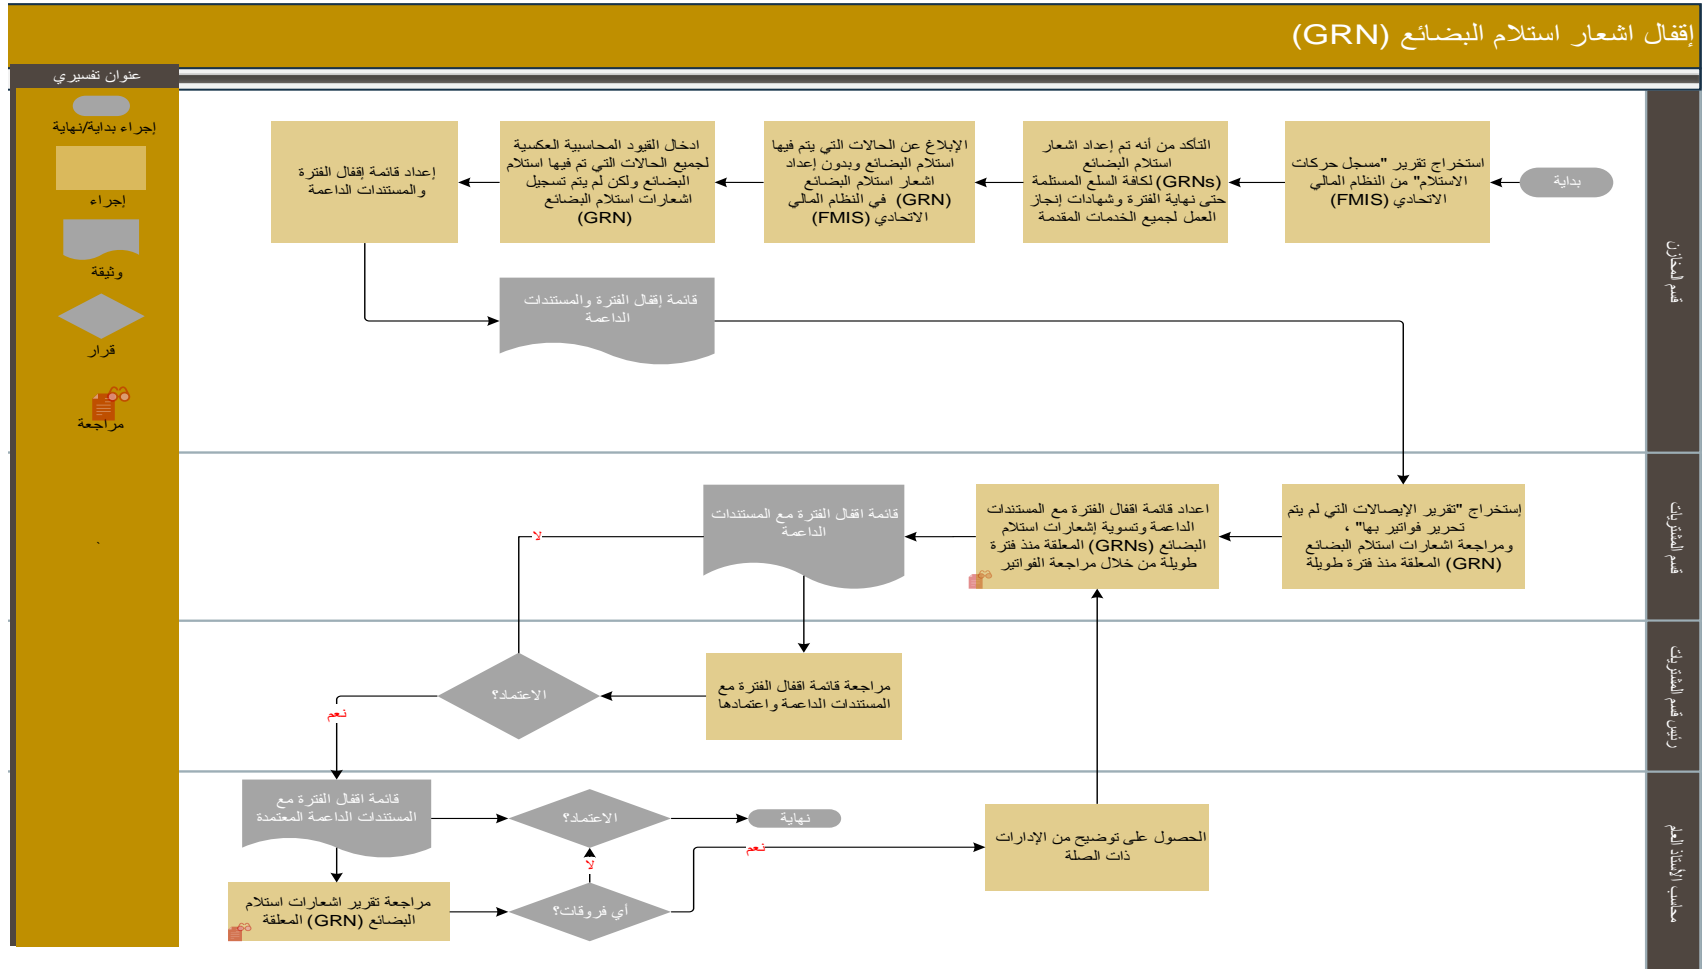 إقفال اشعار استلام البضائع (GRN)
عنوان تفسيري
إجراء بداية/نهاية
إجراء
وثيقة
قرار
مراجعة
قسم المخازن
بداية
استخراج تقرير "مسجل حركات
الاستلام" من النظام المالي
الاتحادي (FMIS)
التأكد من أنه تم إعداد اشعار
استلام البضائع
(GRNs) لكافة السلع المستلمة
حتى نهاية الفترة وشهادات إنجاز
العمل لجميع الخدمات المقدمة
الإبلاغ عن الحالات التي يتم فيها
استلام البضائع وبدون إعداد
اشعار استلام البضائع
(GRN) في النظام المالي
الاتحادي (FMIS)
ادخال القيود المحاسبية العكسية
لجميع الحالات التي تم فيها استلام
البضائع ولكن لم يتم تسجيل
اشعارات استلام البضائع
(GRN)
إعداد قائمة إقفال الفترة
والمستندات الداعمة
قائمة إقفال الفترة والمستندات
الداعمة
قسم المشتريات
إستخراج "تقرير الإيصالات التي لم يتم
تحرير فواتير بها" ،
ومراجعة اشعارات استلام البضائع
(GRN) المعلقة منذ فترة طويلة
اعداد قائمة اقفال الفترة مع المستندات
الداعمة وتسوية إشعارات استلام
البضائع (GRNs) المعلقة منذ فترة
طويلة من خلال مراجعة الفواتير
قائمة اقفال الفترة مع المستندات
الداعمة
لا
رئيس قسم المشتريات
مراجعة قائمة اقفال الفترة مع
المستندات الداعمة واعتمادها
الاعتماد؟
نعم
محاسب الأستاذ العام
قائمة اقفال الفترة مع
المستندات الداعمة المعتمدة
الاعتماد؟
نهاية
لا
نعم
الحصول على توضيح من الإدارات
ذات الصلة
مراجعة تقرير اشعارات استلام
البضائع (GRN) المعلقة
أي فروقات؟